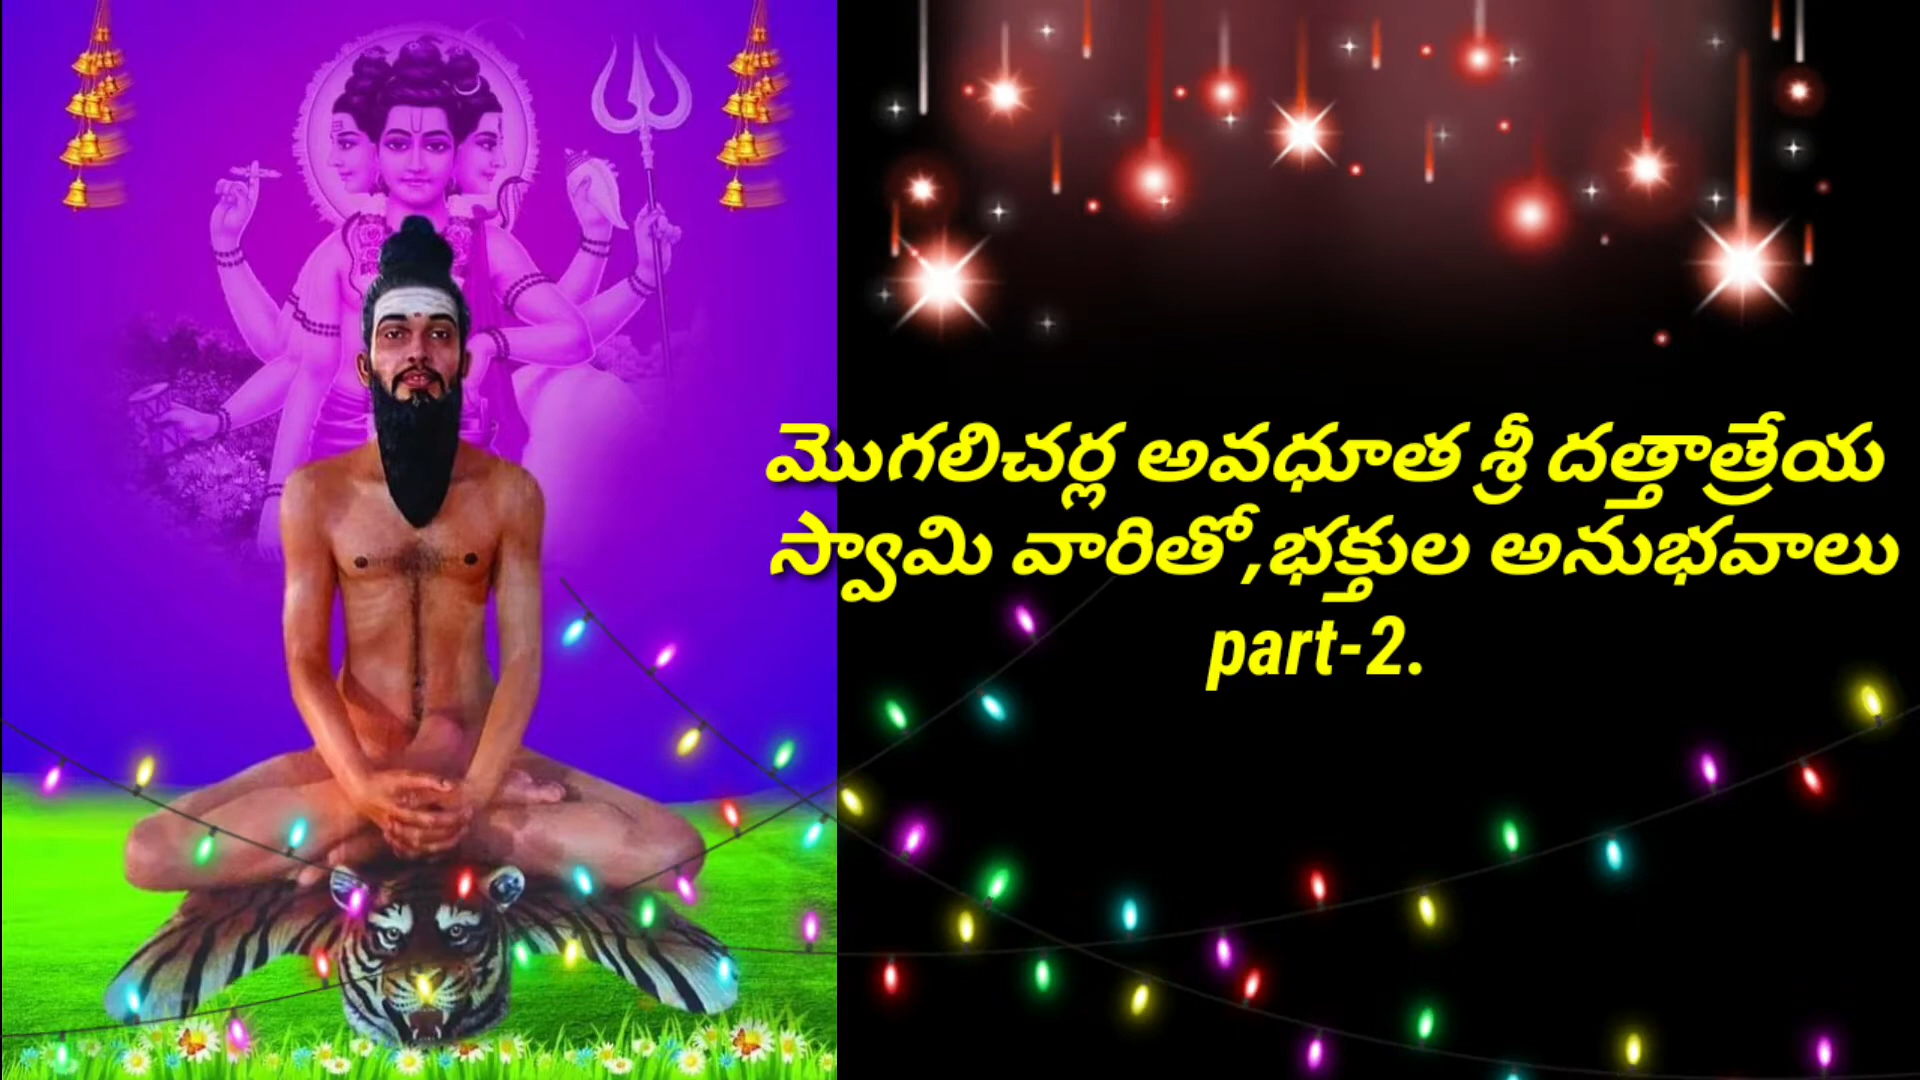 మొగలిచర్ల అవధూత శ్రీ దత్తాత్రేయ
స్వామి వారితో,భక్తుల అనుభవాలు
part-2.